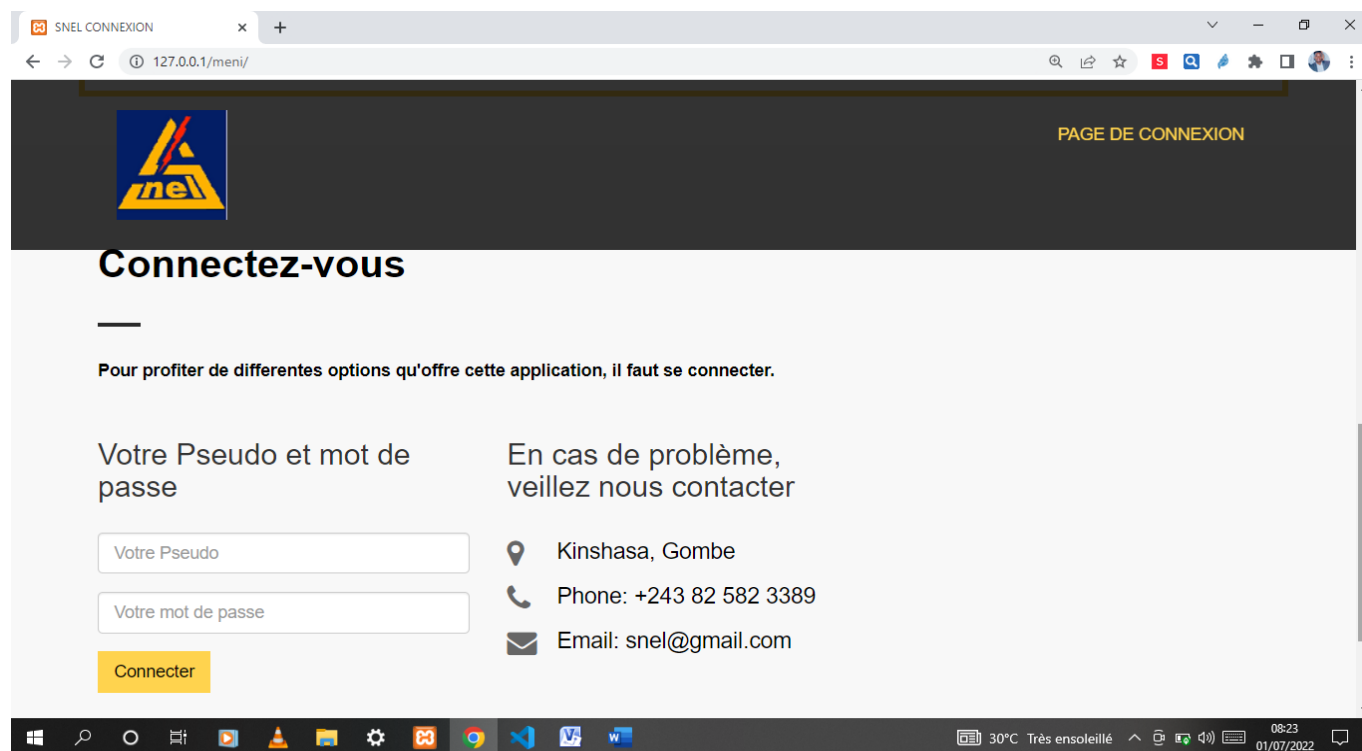 SNEL CONNEXION
127.0.0.1/meni/
S
Snel
PAGE DE CONNEXION
Connectez-vous
Pour profiter de differentes options qu'offre cette application, il faut se connecter.
Votre Pseudo et mot de
passe
Votre Pseudo
Votre mot de passe
Connecter
En cas de problème,
veillez nous contacter
Kinshasa, Gombe
Phone: +243 82 582 3389
Email: snel@gmail.com
30°C Très ensoleillé
08:23
01/07/2022